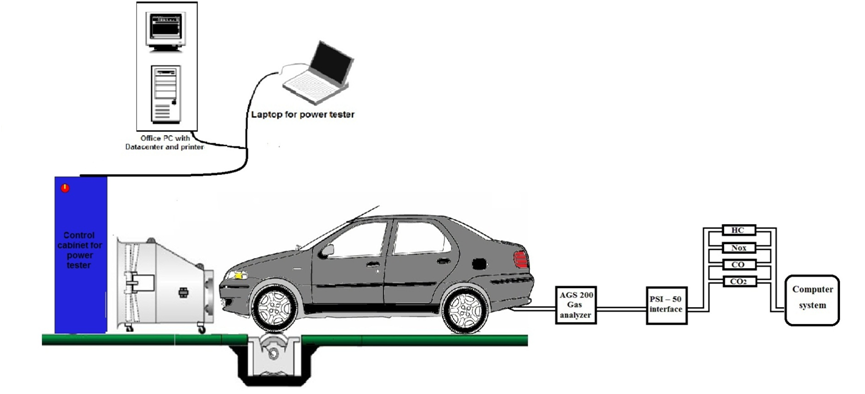 Office PC with
Datacenter and printer
Laptop for power tester
Control
cabinet for
power
tester
AGS 200
Gas
analyzer
PSI – 50
interface
HC
Nox
CO
CO2
Computer
system